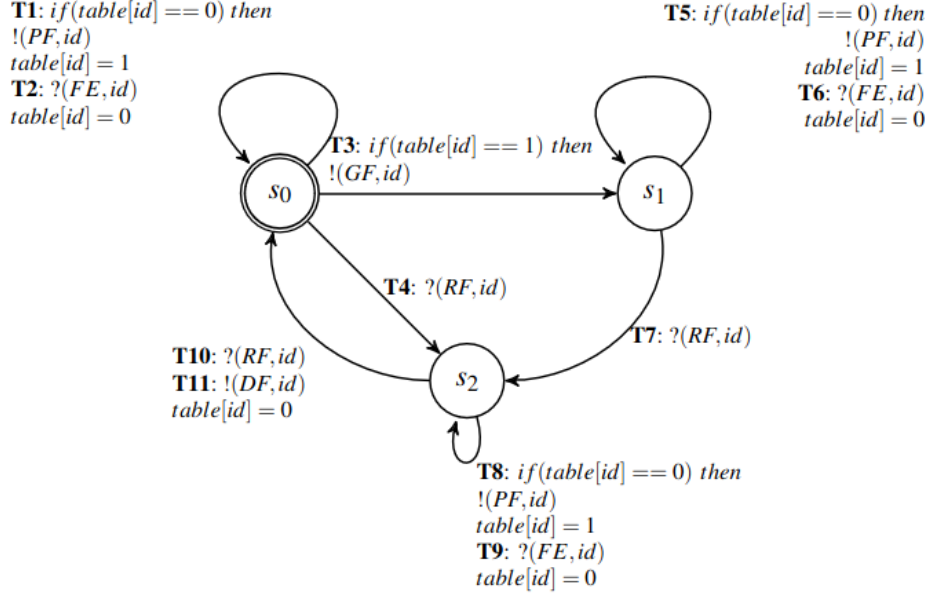 T1: if(table[id] == 0) then
!(PF,id)
table[id] = 1
T2: ?(FE,id)
table[id] = 0
T5: if(table[id] == 0) then
!(PF,id)
table[id] = 1
T6: ?(FE,id)
table[id] = 0
T3: if(table[id] == 1) then
!(GF,id)
s0
s1
T4: ?(RF,id)
T7: ?(RF,id)
T10: ?(RF,id)
T11: !(DF,id)
table[id] = 0
s2
T8: if(table[id] == 0) then
!(PF,id)
table[id] = 1
T9: ?(FE,id)
table[id] = 0